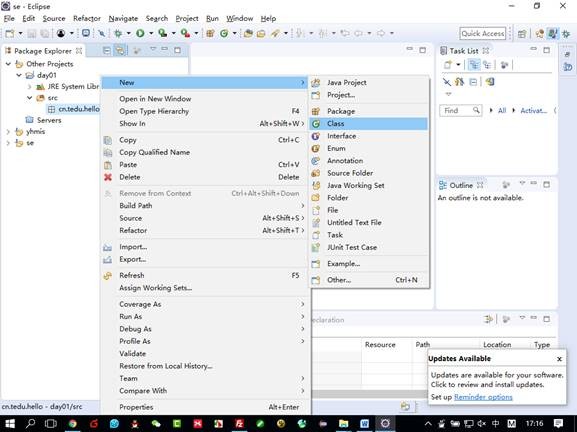 se - Eclipse
File Edit Source Refactor Navigate Search Project Run Window Help
Quick Access
Package Explorer
Other Projects
day01
JRE System Libr
src
cn.tedu.hello
Servers
yhmis
se
New
Open in New Window
Open Type Hierarchy F4
Show In Alt+Shift+W
Copy Ctrl+C
Copy Qualified Name
Paste Ctrl+V
Delete Delete
Remove from Context Ctrl+Alt+Shift+Down
Build Path
Source Alt+Shift+S
Refactor Alt+Shift+T
Import...
Export...
Refresh F5
Assign Working Sets...
Coverage As
Run As
Debug As
Profile As
Validate
Restore from Local History...
Team
Compare With
Properties Alt+Enter
Java Project
Project...
Package
Class
Interface
Enum
Annotation
Source Folder
Java Working Set
Folder
File
Untitled Text File
Task
JUnit Test Case
Example...
Other... Ctrl+N
Task List
Find All Activat...
Outline
An outline is not available.
eclaration
Resource Path Location Type
Updates Available
Updates are available for your software.
Click to review and install updates.
Set up Reminder options
cn.tedu.hello - day01/src
中
17:16